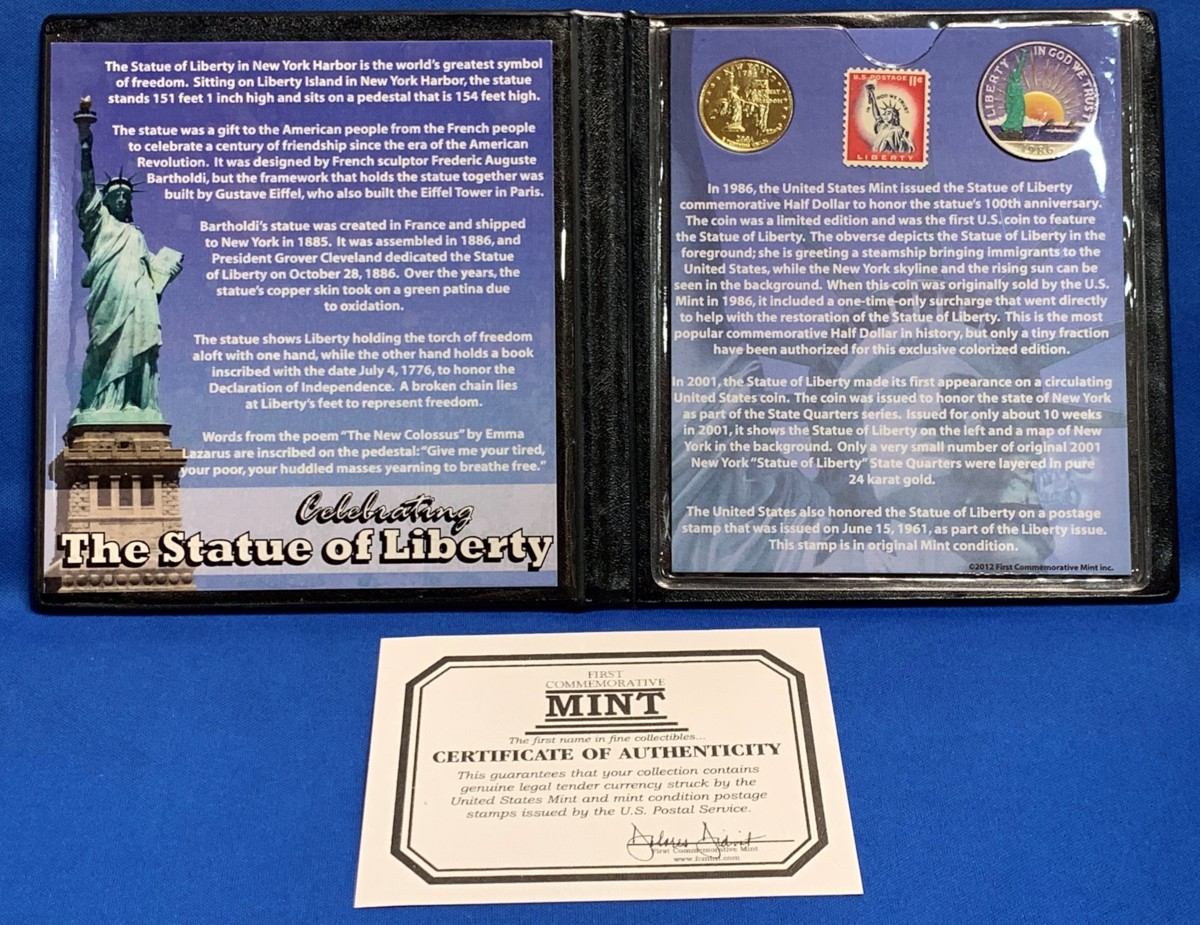 The Statue of Liberty in New York Harbor is the world's greatest symbol
of freedom. Sitting on Liberty Island in New York Harbor, the statue
stands 151 feet 1 inch high and sits on a pedestal that is 154 feet high.
The statue was a gift to the American people from the French people
to celebrate a century of friendship since the era of the American
Revolution. It was designed by French sculptor Frederic Auguste
Bartholdi, but the framework that holds the statue together was
built by Gustave Eiffel, who also built the Eiffel Tower in Paris.
Bartholdi's statue was created in France and shipped
to New York in 1885. It was assembled in 1886, and
President Grover Cleveland dedicated the Statue
of Liberty on October 28, 1886. Over the years, the
statue's copper skin took on a green patina due
to oxidation.
The statue shows Liberty holding the torch of freedom
aloft with one hand, while the other hand holds a book
inscribed with the date July 4, 1776, to honor the
Declaration of Independence. A broken chain lies
at Liberty's feet to represent freedom.
Words from the poem "The New Colossus" by Emma
Lazarus are inscribed on the pedestal: "Give me your tired,
your poor, your huddled masses yearning to breathe free."
Celebrating
The Statue of Liberty
NEW YORK
1788
2001
U.S. POSTAGE 11¢
IN GOD WE TRUST
LIBERTY
LIBERTY
IN GOD WE TRUST
1986
In 1986, the United States Mint issued the Statue of Liberty
commemorative Half Dollar to honor the statue's 100th anniversary.
The coin was a limited edition and was the first U.S. coin to feature
the Statue of Liberty. The obverse depicts the Statue of Liberty in the
foreground; she is greeting a steamship bringing immigrants to the
United States, while the New York skyline and the rising sun can be
seen in the background. When this coin was originally sold by the U.S.
Mint in 1986, it included a one-time-only surcharge that went directly
to help with the restoration of the Statue of Liberty. This is the most
popular commemorative Half Dollar in history, but only a tiny fraction
have been authorized for this exclusive colorized edition.
In 2001, the Statue of Liberty made its first appearance on a circulating
United States coin. The coin was issued to honor the state of New York
as part of the State Quarters series. Issued for only about 10 weeks
in 2001, it shows the Statue of Liberty on the left and a map of New
York in the background. Only a very small number of original 2001
New York "Statue of Liberty" State Quarters were layered in pure
24 karat gold.
The United States also honored the Statue of Liberty on a postage
stamp that was issued on June 15, 1961, as part of the Liberty issue.
This stamp is in original Mint condition.
©2012 First Commemorative Mint inc.
FIRST
COMMEMORATIVE
MINT
The first name in fine collectibles...
CERTIFICATE OF AUTHENTICITY
This guarantees that your collection contains
genuine legal tender currency struck by the
United States Mint and mint condition postage
stamps issued by the U.S. Postal Service.
First Commemorative Mint
www.fcmint.com